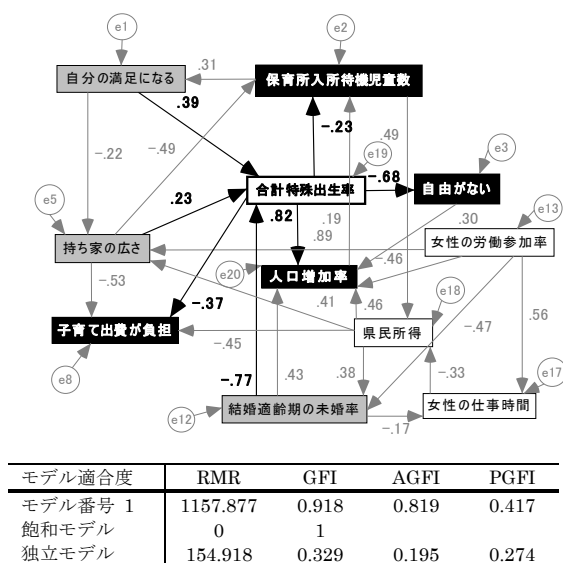 e1
e2
自分の満足になる
.31
保育所入所待機児童数
.39
-.23
-.22
-.49
.49
e19
-.68
e3
合計特殊出生率
自由がない
e5
.23
.82
.19
.89
.30
e13
持ち家の広さ
女性の労働参加率
e20
人口増加率
-.46
-.53
-.37
.41
.46
e18
子育て出費が負担
県民所得
-.47
.56
-.45
e8
-.77
.43
.38
-.33
e17
e12
結婚適齢期の未婚率
女性の仕事時間
-.17
モデル適合度 RMR GFI AGFI PGFI
モデル番号 1 1157.877 0.918 0.819 0.417
飽和モデル 0 1
独立モデル 154.918 0.329 0.195 0.274